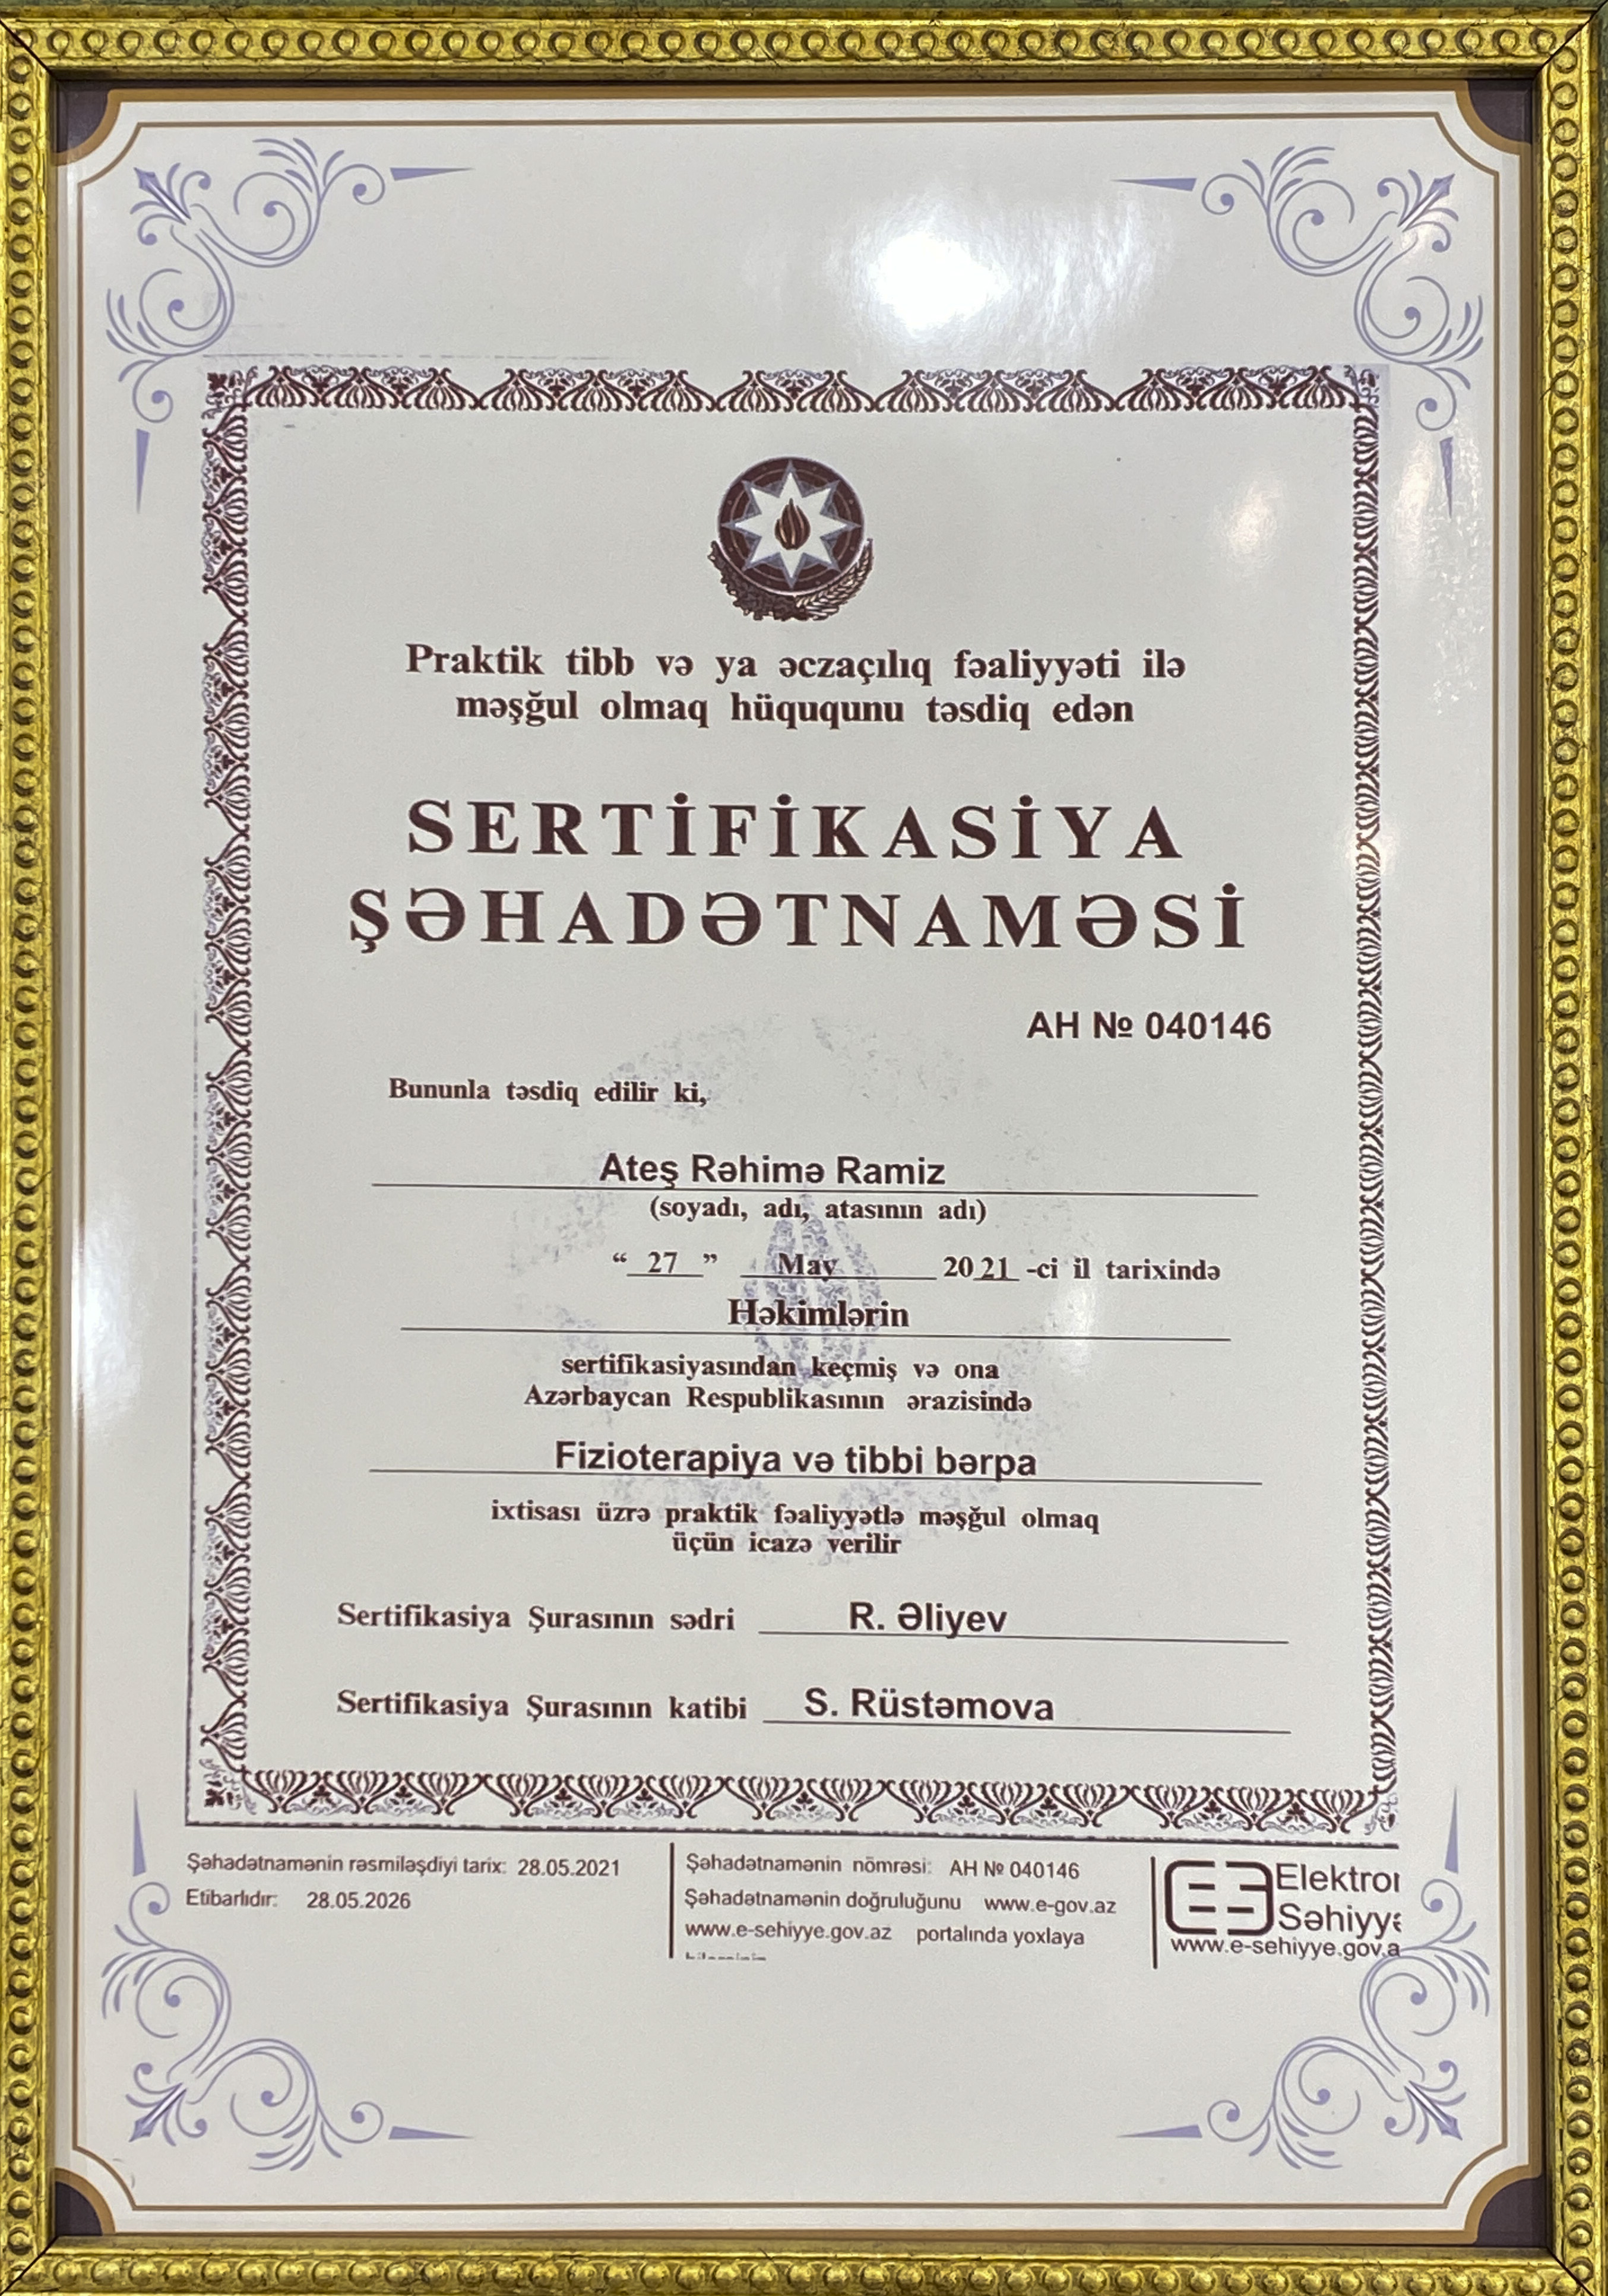 Praktik tibb və ya əczaçılıq fəaliyyəti ilə
məşğul olmaq hüququnu təsdiq edən
SERTİFİKASİYA
ŞƏHADƏTNAMƏSİ
AH № 040146
Bununla təsdiq edilir ki,
Ateş Rəhimə Ramiz
(soyadı, adı, atasının adı)
“ 27 ” May 2021 -ci il tarixində
Həkimlərin
sertifikasiyasından keçmiş və ona
Azərbaycan Respublikasının ərazisində
Fizioterapiya və tibbi bərpa
ixtisası üzrə praktik fəaliyyətlə məşğul olmaq
üçün icazə verilir
Sertifikasiya Şurasının sədri R. Əliyev
Sertifikasiya Şurasının katibi S. Rüstəmova
Şəhadətnamənin rəsmiləşdiyi tarix: 28.05.2021
Etibarlıdır: 28.05.2026
Şəhadətnamənin nömrəsi: AH № 040146
Şəhadətnamənin doğruluğunu www.e-gov.az
www.e-sehiyye.gov.az portalında yoxlaya
Elektron
Səhiyyə
www.e-sehiyye.gov.a